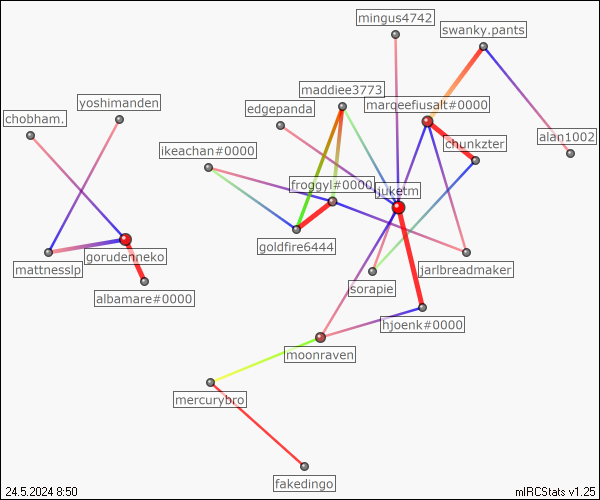 mingus4742
swanky.pants
maddiee3773
yoshimanden
edgepanda
marqeefiusalt#0000
chobham.
alan1002
chunkzter
ikeachan#0000
froggyl#0000
juketm
goldfire6444
gorudenneko
mattnesslp
jarlbreadmaker
sorapie
albamare#0000
hjoenk#0000
moonraven
mercurybro
fakedingo
24.5.2024 8:50
mIRCStats v1.25